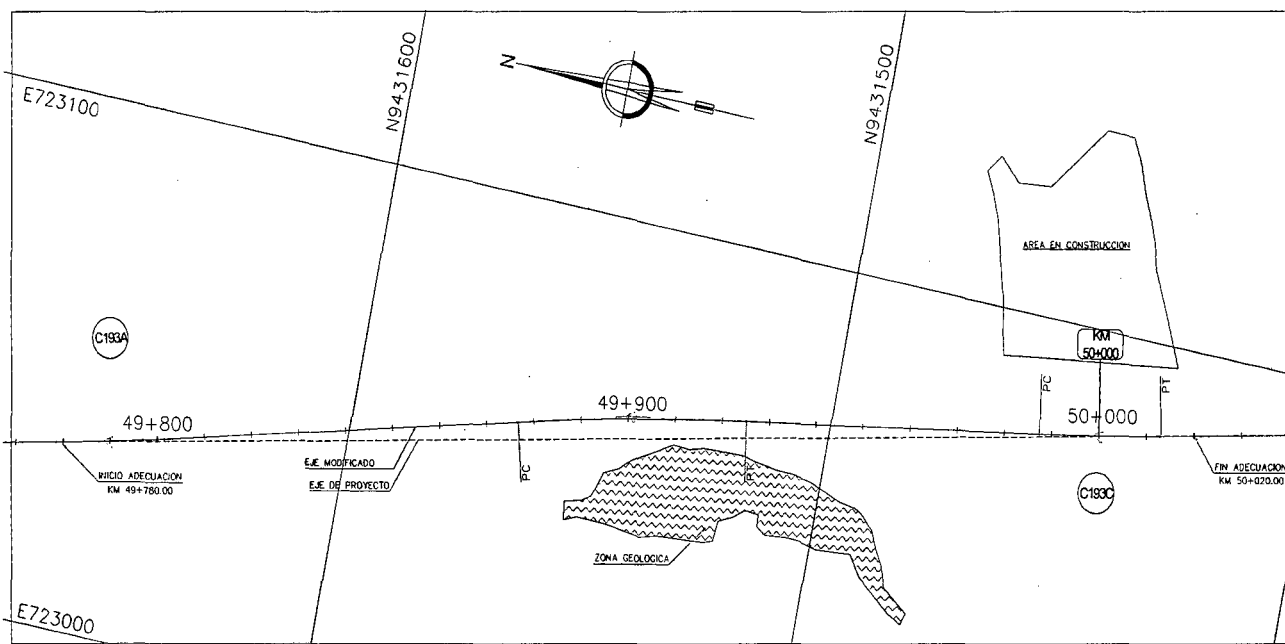 N
E723100
N9431600
N9431500
AREA EN CONSTRUCCION
C193A
KM
50+000
PC
PT
49+800
49+900
50+000
INICIO ADECUACION
KM 49+780.00
EJE MODIFICADO
EJE DE PROYECTO
PC
FIN ADECUACION
KM 50+020.00
C193C
ZONA GEOLOGICA
E723000